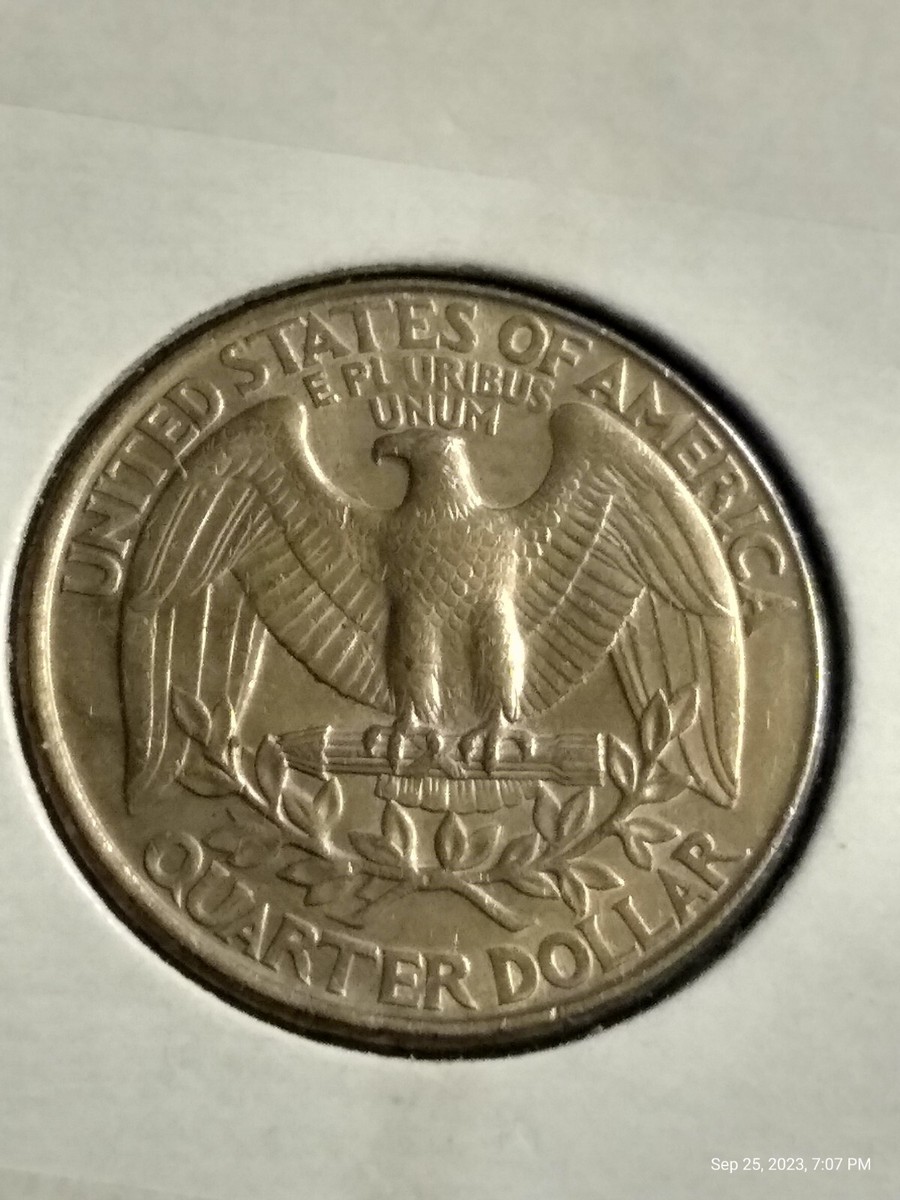 UNITED STATES OF AMERICA
E. PLURIBUS
UNUM
QUARTER DOLLAR
Sep 25, 2023, 7:07 PM